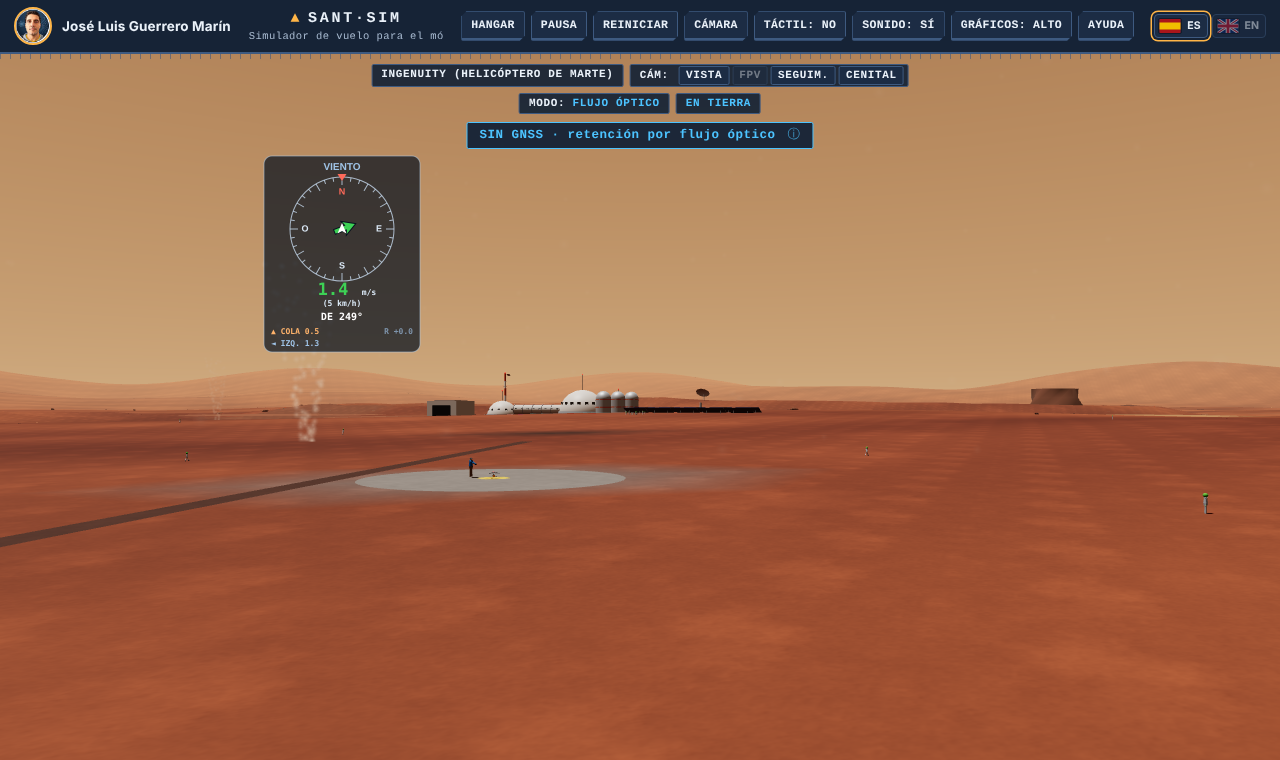 José Luis Guerrero Marín
▲ SANT·SIM
Simulador de vuelo para el mó
HANGAR PAUSA REINICIAR CÁMARA TÁCTIL: NO SONIDO: SÍ GRÁFICOS: ALTO AYUDA ES EN
INGENUITY (HELICÓPTERO DE MARTE) CÁM: VISTA FPV SEGUIM. CENITAL
MODO: FLUJO ÓPTICO EN TIERRA
SIN GNSS · retención por flujo óptico ⓘ
VIENTO
N
O E
S
1.4 m/s
(5 km/h)
DE 249°
▲ COLA 0.5 R +0.0
◄ IZQ. 1.3